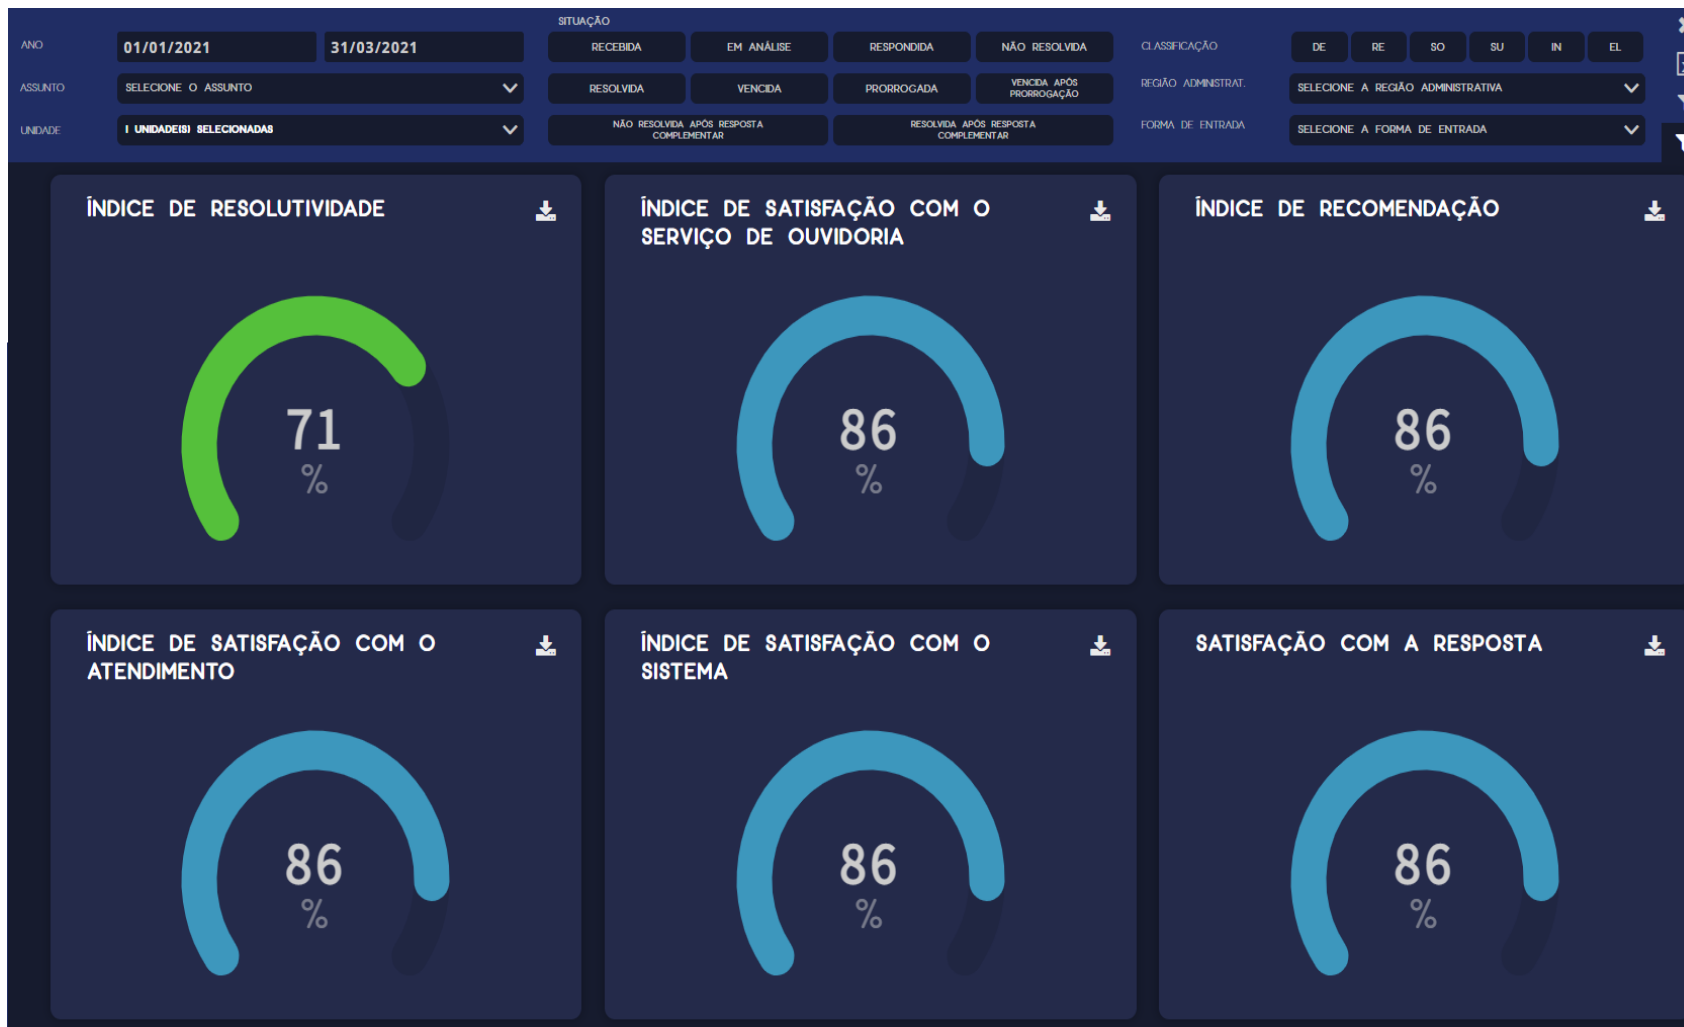 SITUAÇÃO
ANO 01/01/2021 31/03/2021 RECEBIDA EM ANÁLISE RESPONDIDA NÃO RESOLVIDA CLASSIFICAÇÃO DE RE SO SU IN EL
ASSUNTO SELECIONE O ASSUNTO RESOLVIDA VENCIDA PRORROGADA VENCIDA APÓS PRORROGAÇÃO REGIÃO ADMINISTRAT. SELECIONE A REGIÃO ADMINISTRATIVA
UNIDADE 1 UNIDADE(S) SELECIONADAS NÃO RESOLVIDA APÓS RESPOSTA COMPLEMENTAR RESOLVIDA APÓS RESPOSTA COMPLEMENTAR FORMA DE ENTRADA SELECIONE A FORMA DE ENTRADA
ÍNDICE DE RESOLUTIVIDADE
71
%
ÍNDICE DE SATISFAÇÃO COM O
SERVIÇO DE OUVIDORIA
86
%
ÍNDICE DE RECOMENDAÇÃO
86
%
ÍNDICE DE SATISFAÇÃO COM O
ATENDIMENTO
86
%
ÍNDICE DE SATISFAÇÃO COM O
SISTEMA
86
%
SATISFAÇÃO COM A RESPOSTA
86
%